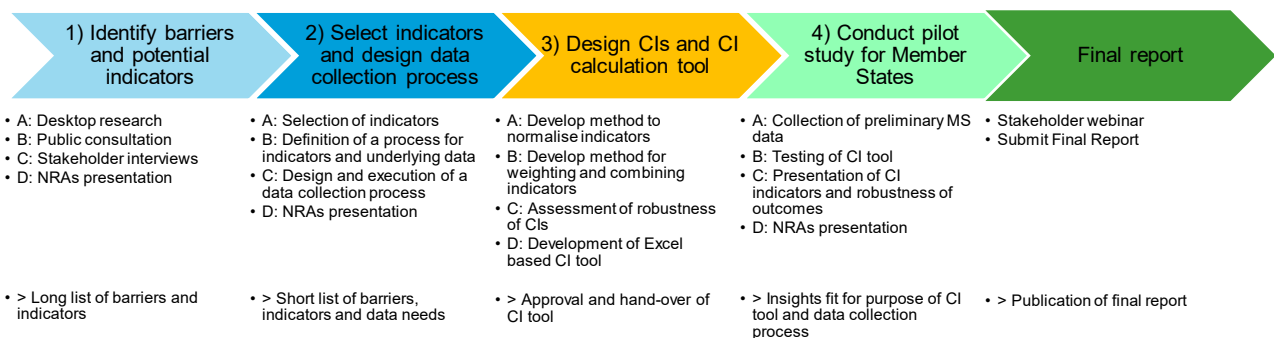 1) Identify barriers
and potential
indicators
2) Select indicators
and design data
collection process
3) Design CIs and CI
calculation tool
4) Conduct pilot
study for Member
States
Final report
• A: Desktop research
• B: Public consultation
• C: Stakeholder interviews
• D: NRAs presentation
• A: Selection of indicators
• B: Definition of a process for
indicators and underlying data
• C: Design and execution of a
data collection process
• D: NRAs presentation
• A: Develop method to
normalise indicators
• B: Develop method for
weighting and combining
indicators
• C: Assessment of robustness
of CIs
• D: Development of Excel
based CI tool
• A: Collection of preliminary MS
data
• B: Testing of CI tool
• C: Presentation of CI
indicators and robustness of
outcomes
• D: NRAs presentation
• Stakeholder webinar
• Submit Final Report
• > Long list of barriers and
indicators
• > Short list of barriers,
indicators and data needs
• > Approval and hand-over of
CI tool
• > Insights fit for purpose of CI
tool and data collection
process
• > Publication of final report